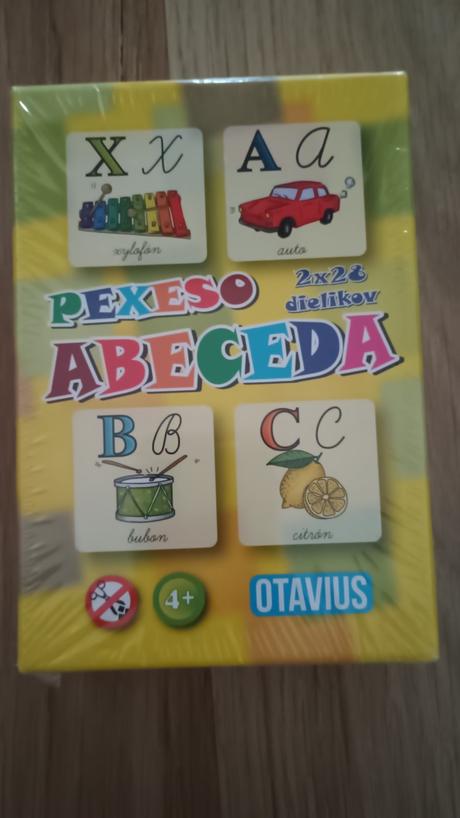 X X
A a
xylofón
auto
PEXESO
2x28
dielikov
ABECEDA
B B
C C
bubon
citrón
4+
OTAVIUS